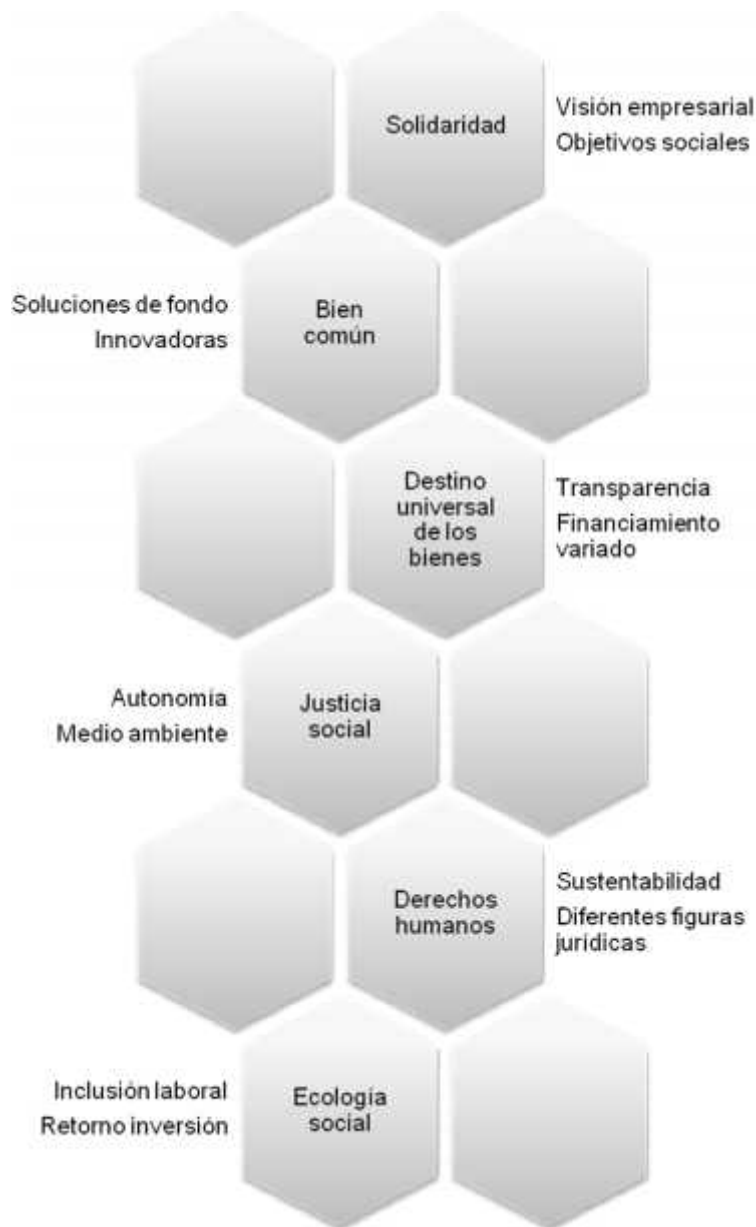 Solidaridad
Visión empresarial
Objetivos sociales
Soluciones de fondo
Innovadoras
Bien
común
Destino
universal
de los
bienes
Transparencia
Financiamiento
variado
Autonomía
Medio ambiente
Justicia
social
Derechos
humanos
Sustentabilidad
Diferentes figuras
jurídicas
Inclusión laboral
Retorno inversión
Ecología
social